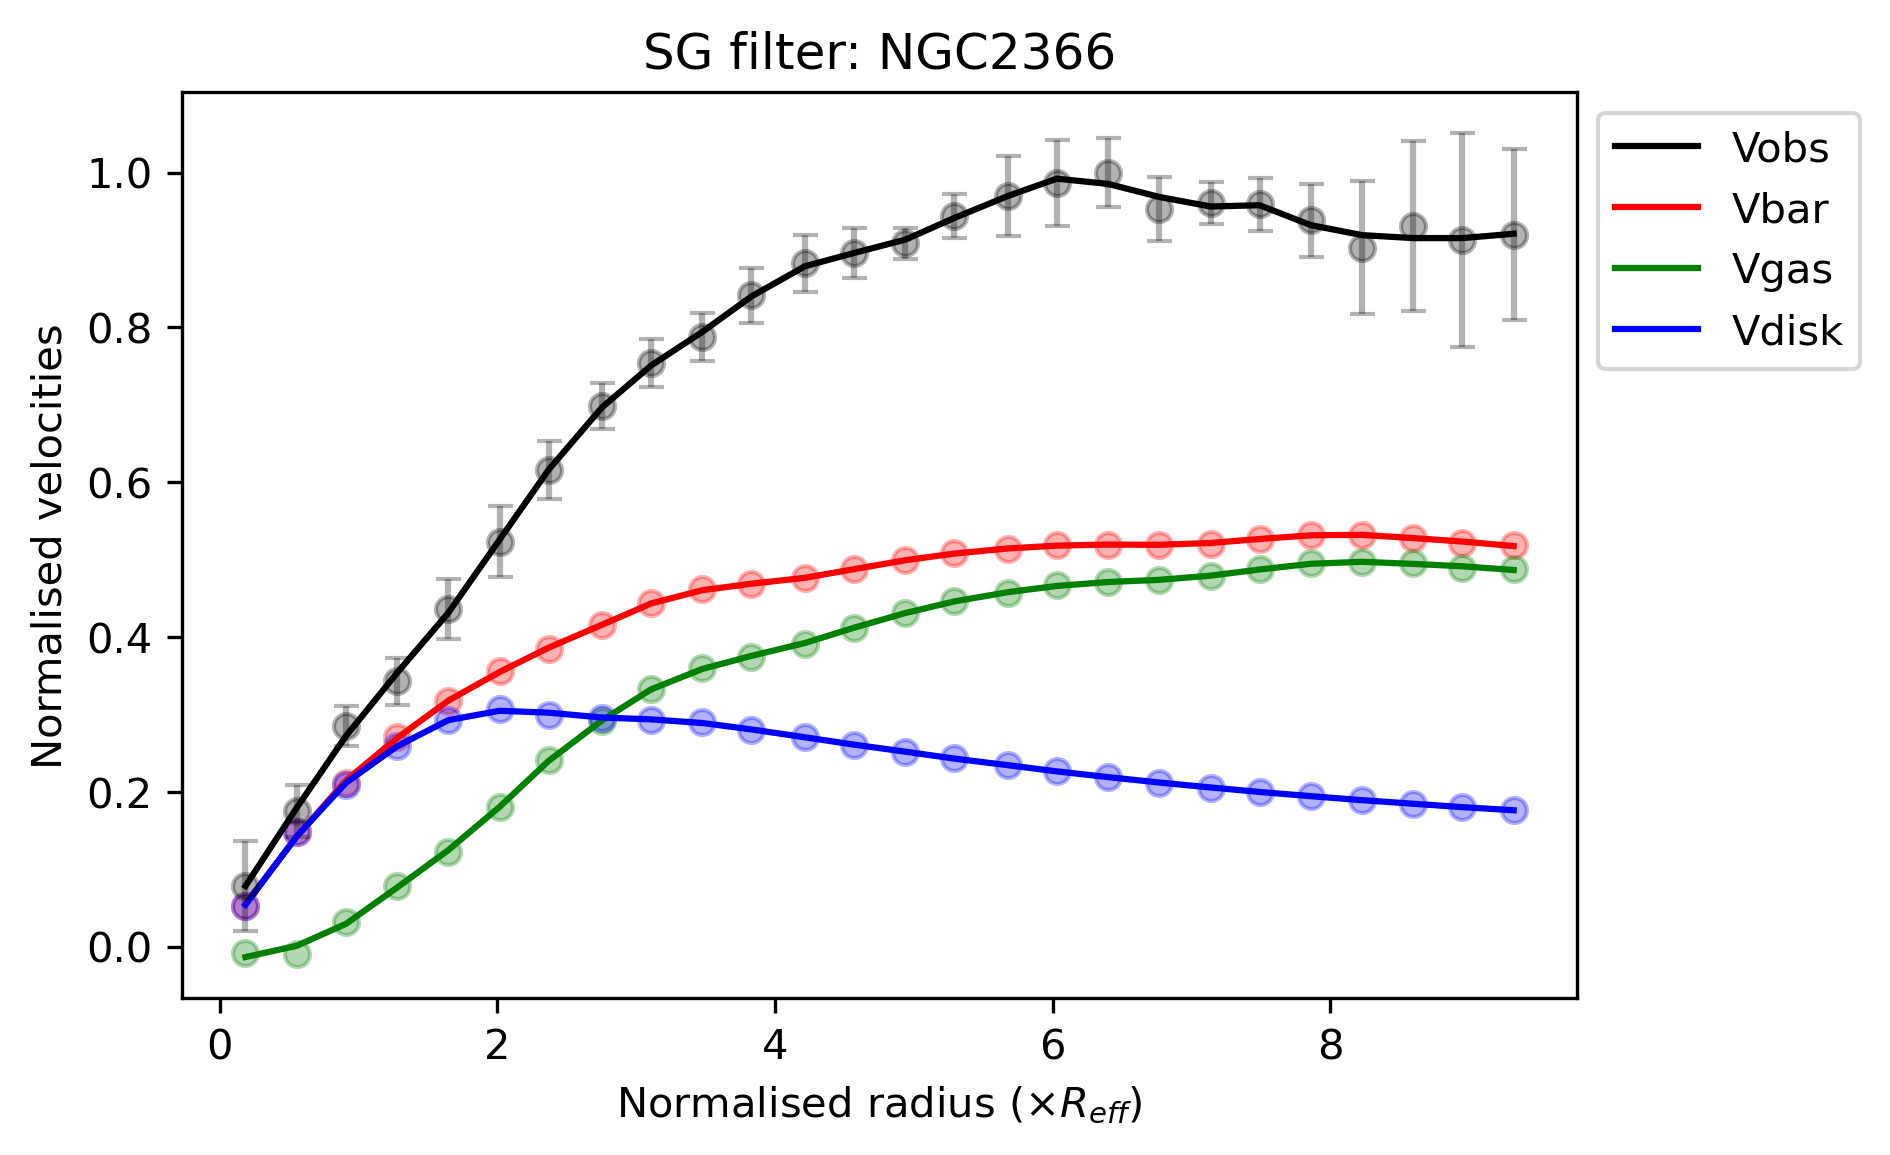 SG filter: NGC2366
Normalised velocities
1.0
0.8
0.6
0.4
0.2
0.0
0 2 4 6 8
Normalised radius (×R_eff)
Vobs
Vbar
Vgas
Vdisk